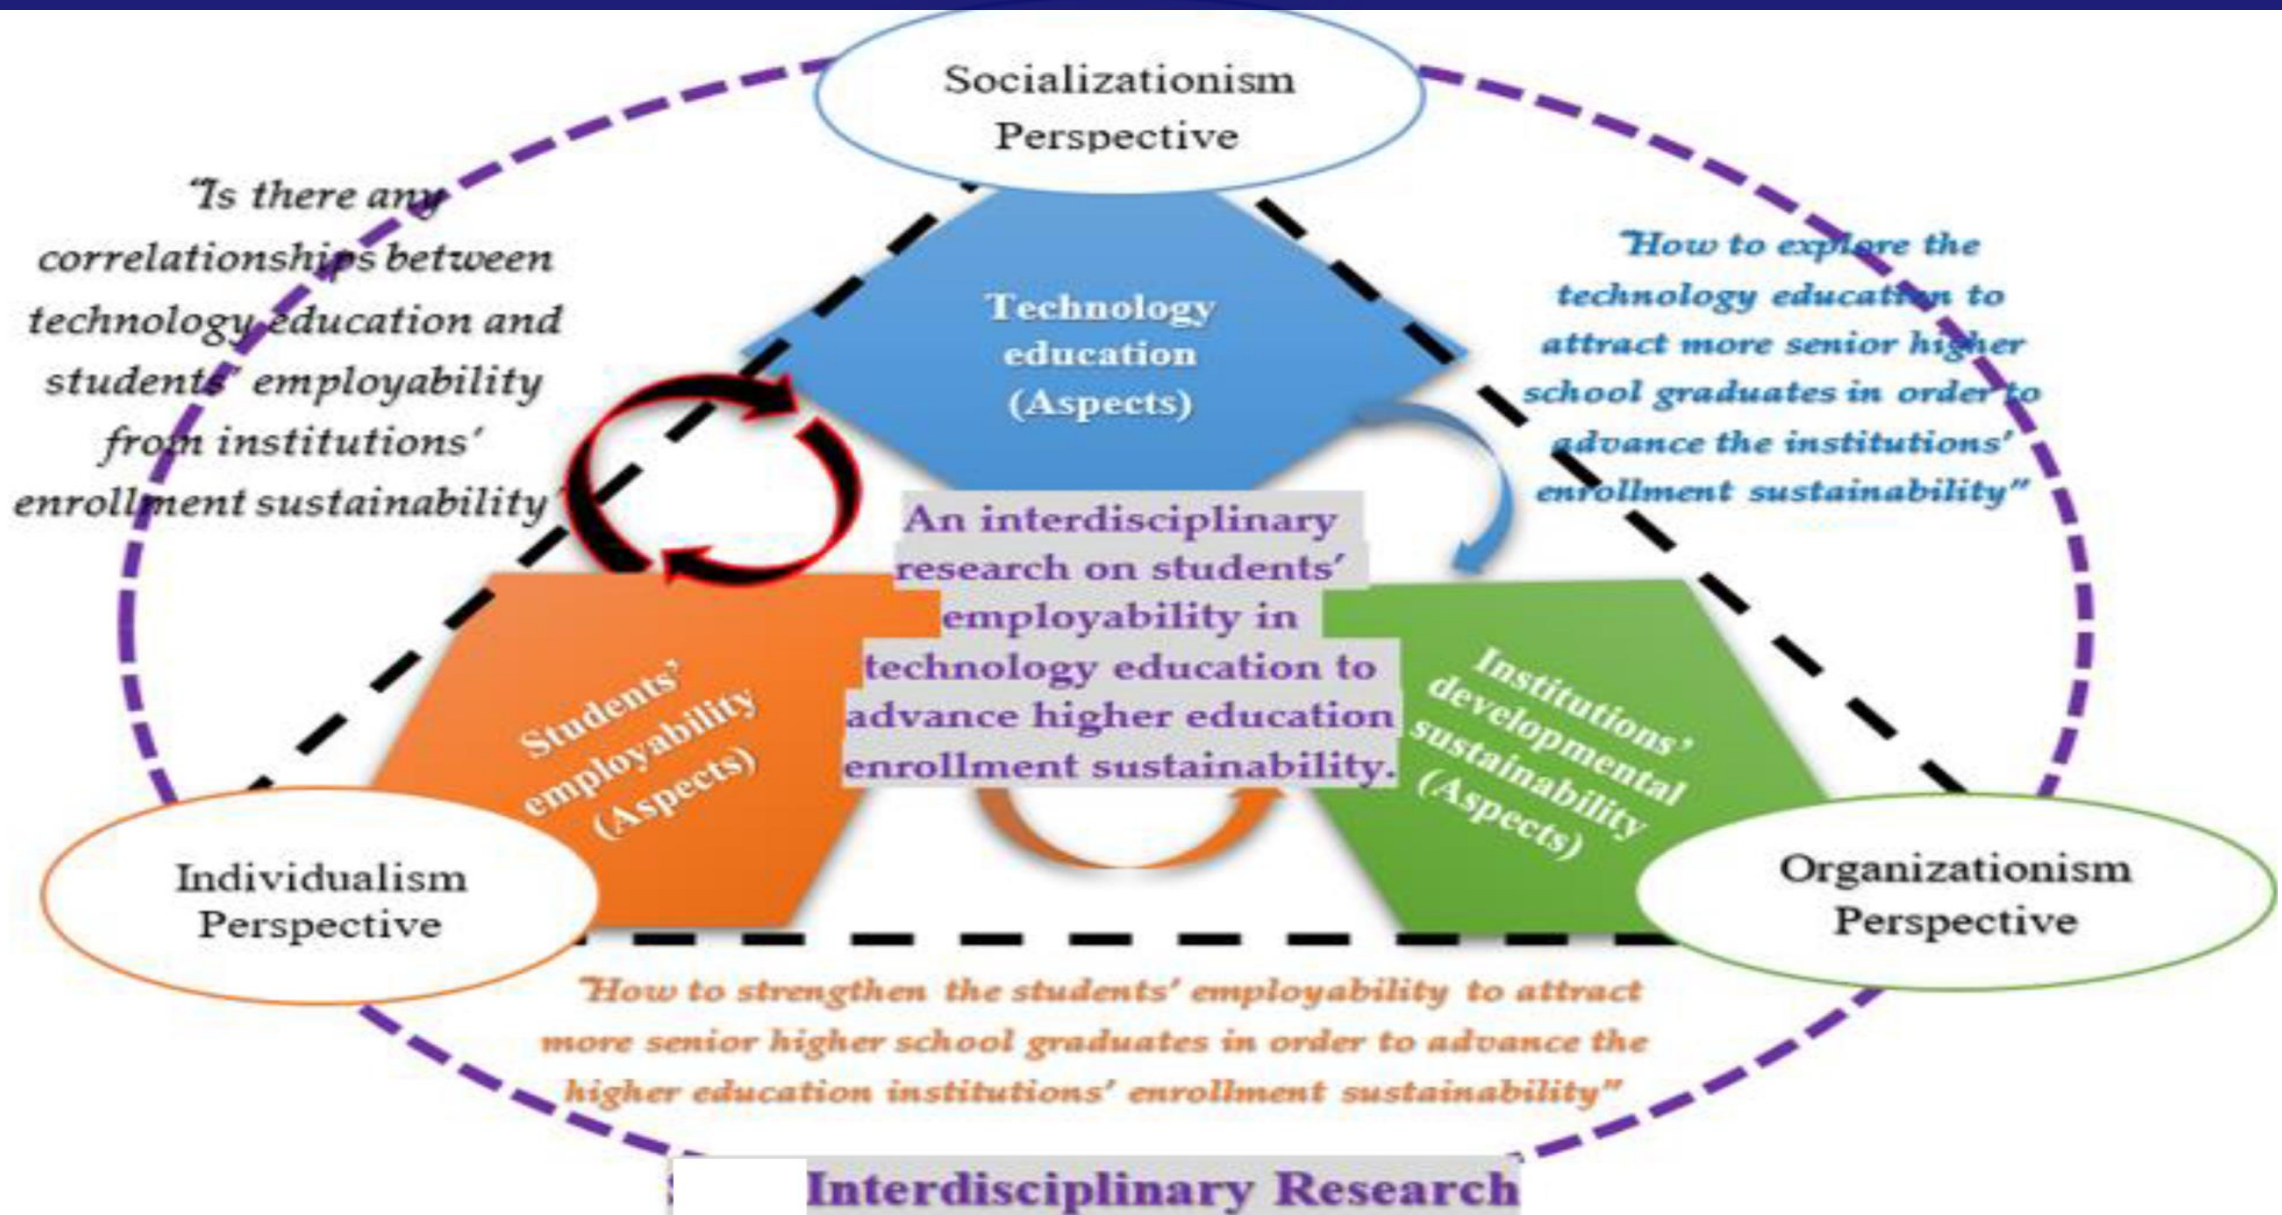 Socializationism
Perspective
“Is there any
correlationships between
technology education and
students’ employability
from institutions’
enrollment sustainability”
“How to explore the
technology education to
attract more senior higher
school graduates in order to
advance the institutions’
enrollment sustainability”
Technology
education
(Aspects)
An interdisciplinary
research on students’
employability in
technology education to
advance higher education
enrollment sustainability.
Students’
employability
(Aspects)
Institutions’
developmental
sustainability
(Aspects)
Individualism
Perspective
Organizationism
Perspective
“How to strengthen the students’ employability to attract
more senior higher school graduates in order to advance the
higher education institutions’ enrollment sustainability”
Interdisciplinary Research